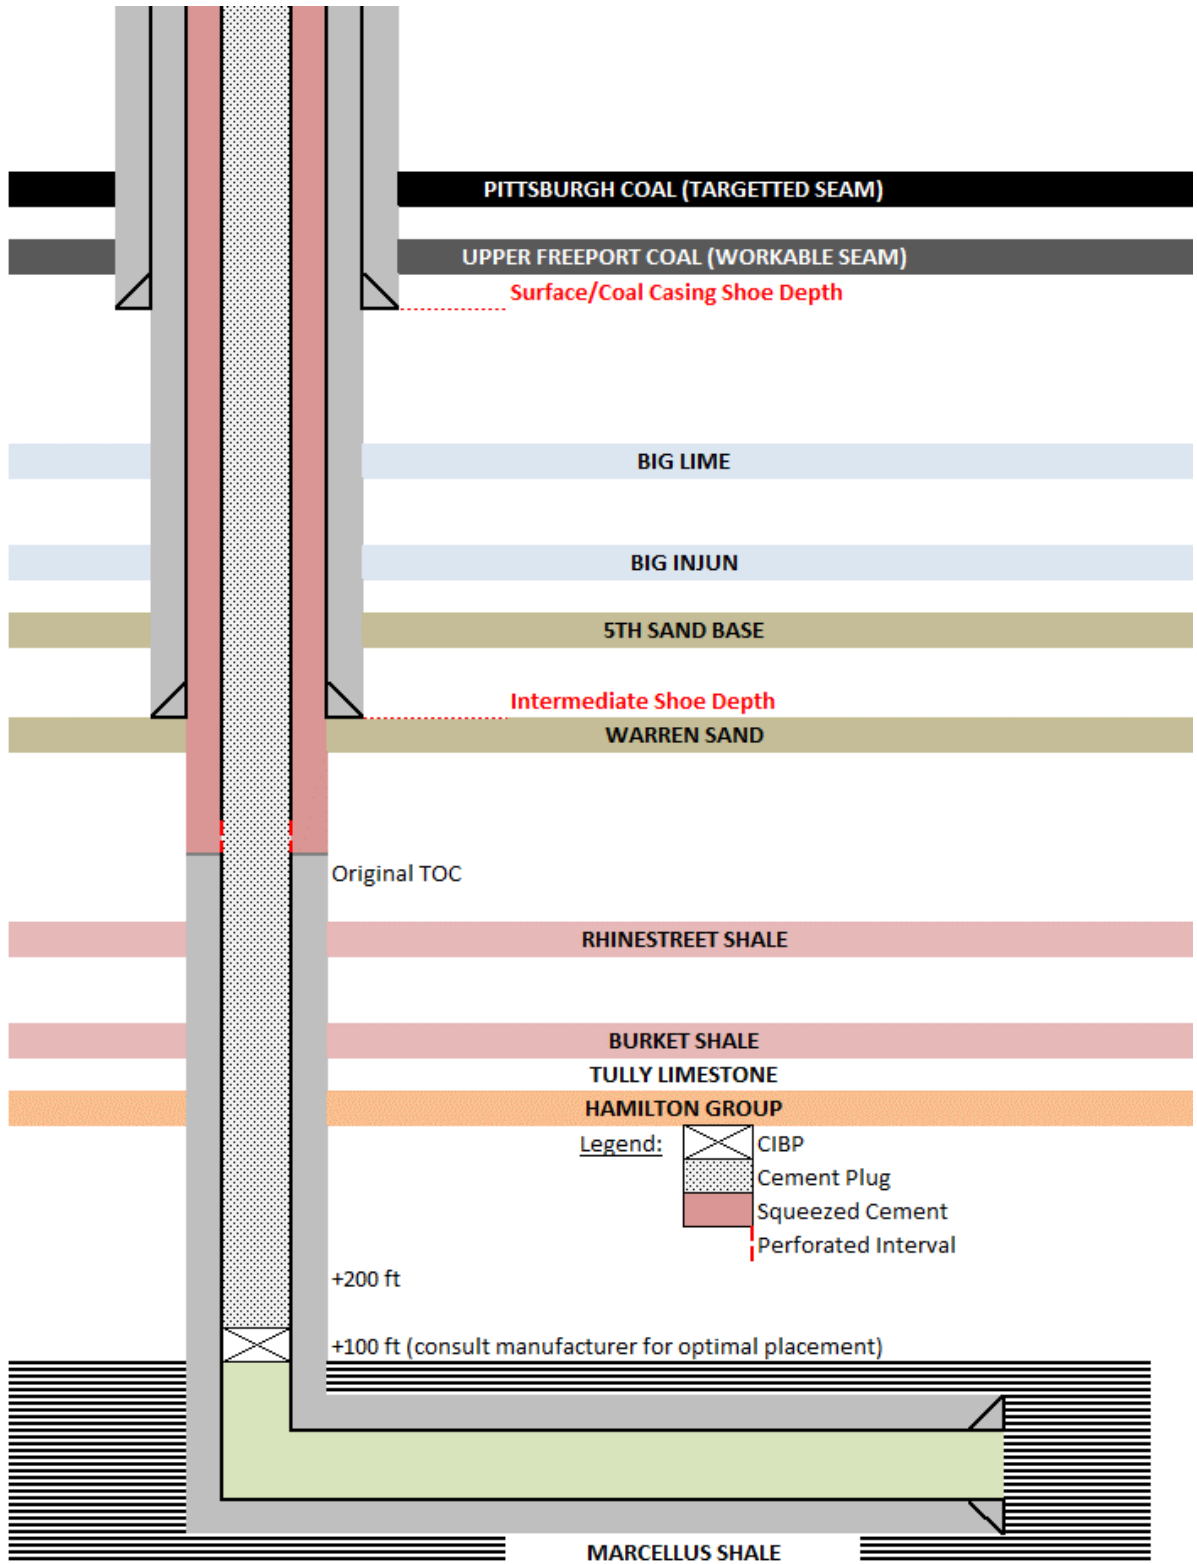 PITTSBURGH COAL (TARGETTED SEAM)
UPPER FREEPORT COAL (WORKABLE SEAM)
Surface/Coal Casing Shoe Depth
BIG LIME
BIG INJUN
5TH SAND BASE
Intermediate Shoe Depth
WARREN SAND
Original TOC
RHINESTREET SHALE
BURKET SHALE
TULLY LIMESTONE
HAMILTON GROUP
Legend:
CIBP
Cement Plug
Squeezed Cement
Perforated Interval
+200 ft
+100 ft (consult manufacturer for optimal placement)
MARCELLUS SHALE